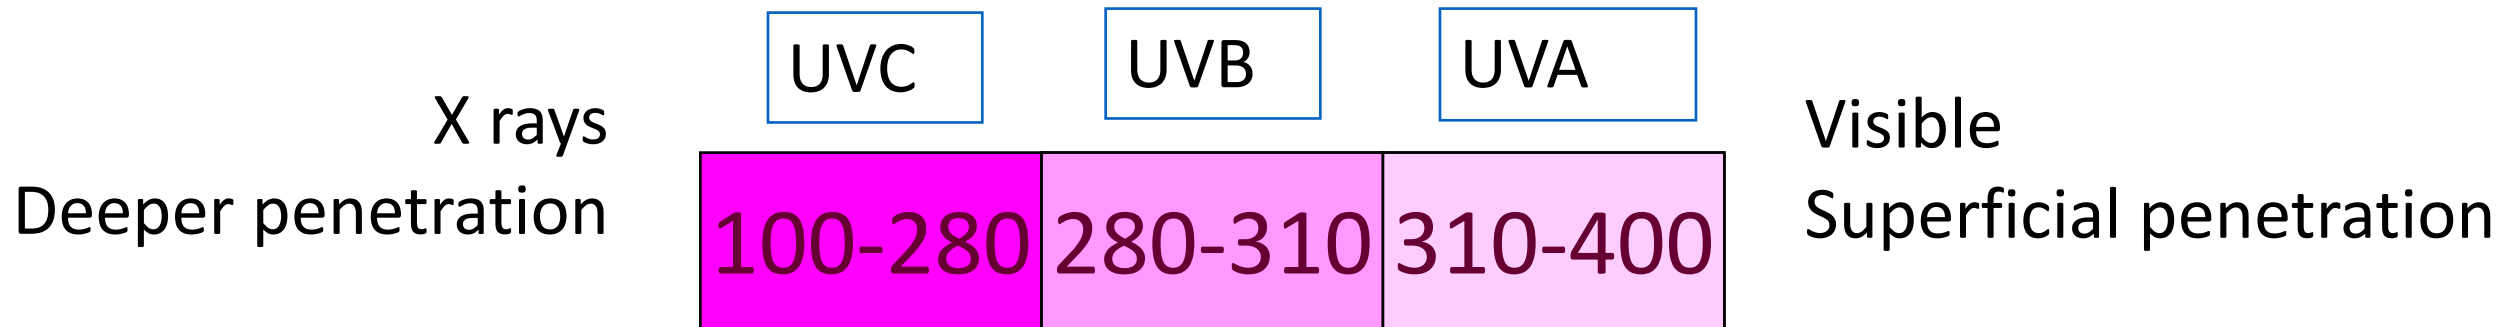 UVC
UVB
UVA
X rays
Visible
Deeper penetration
Superficial penetration
100-280
280-310
310-400